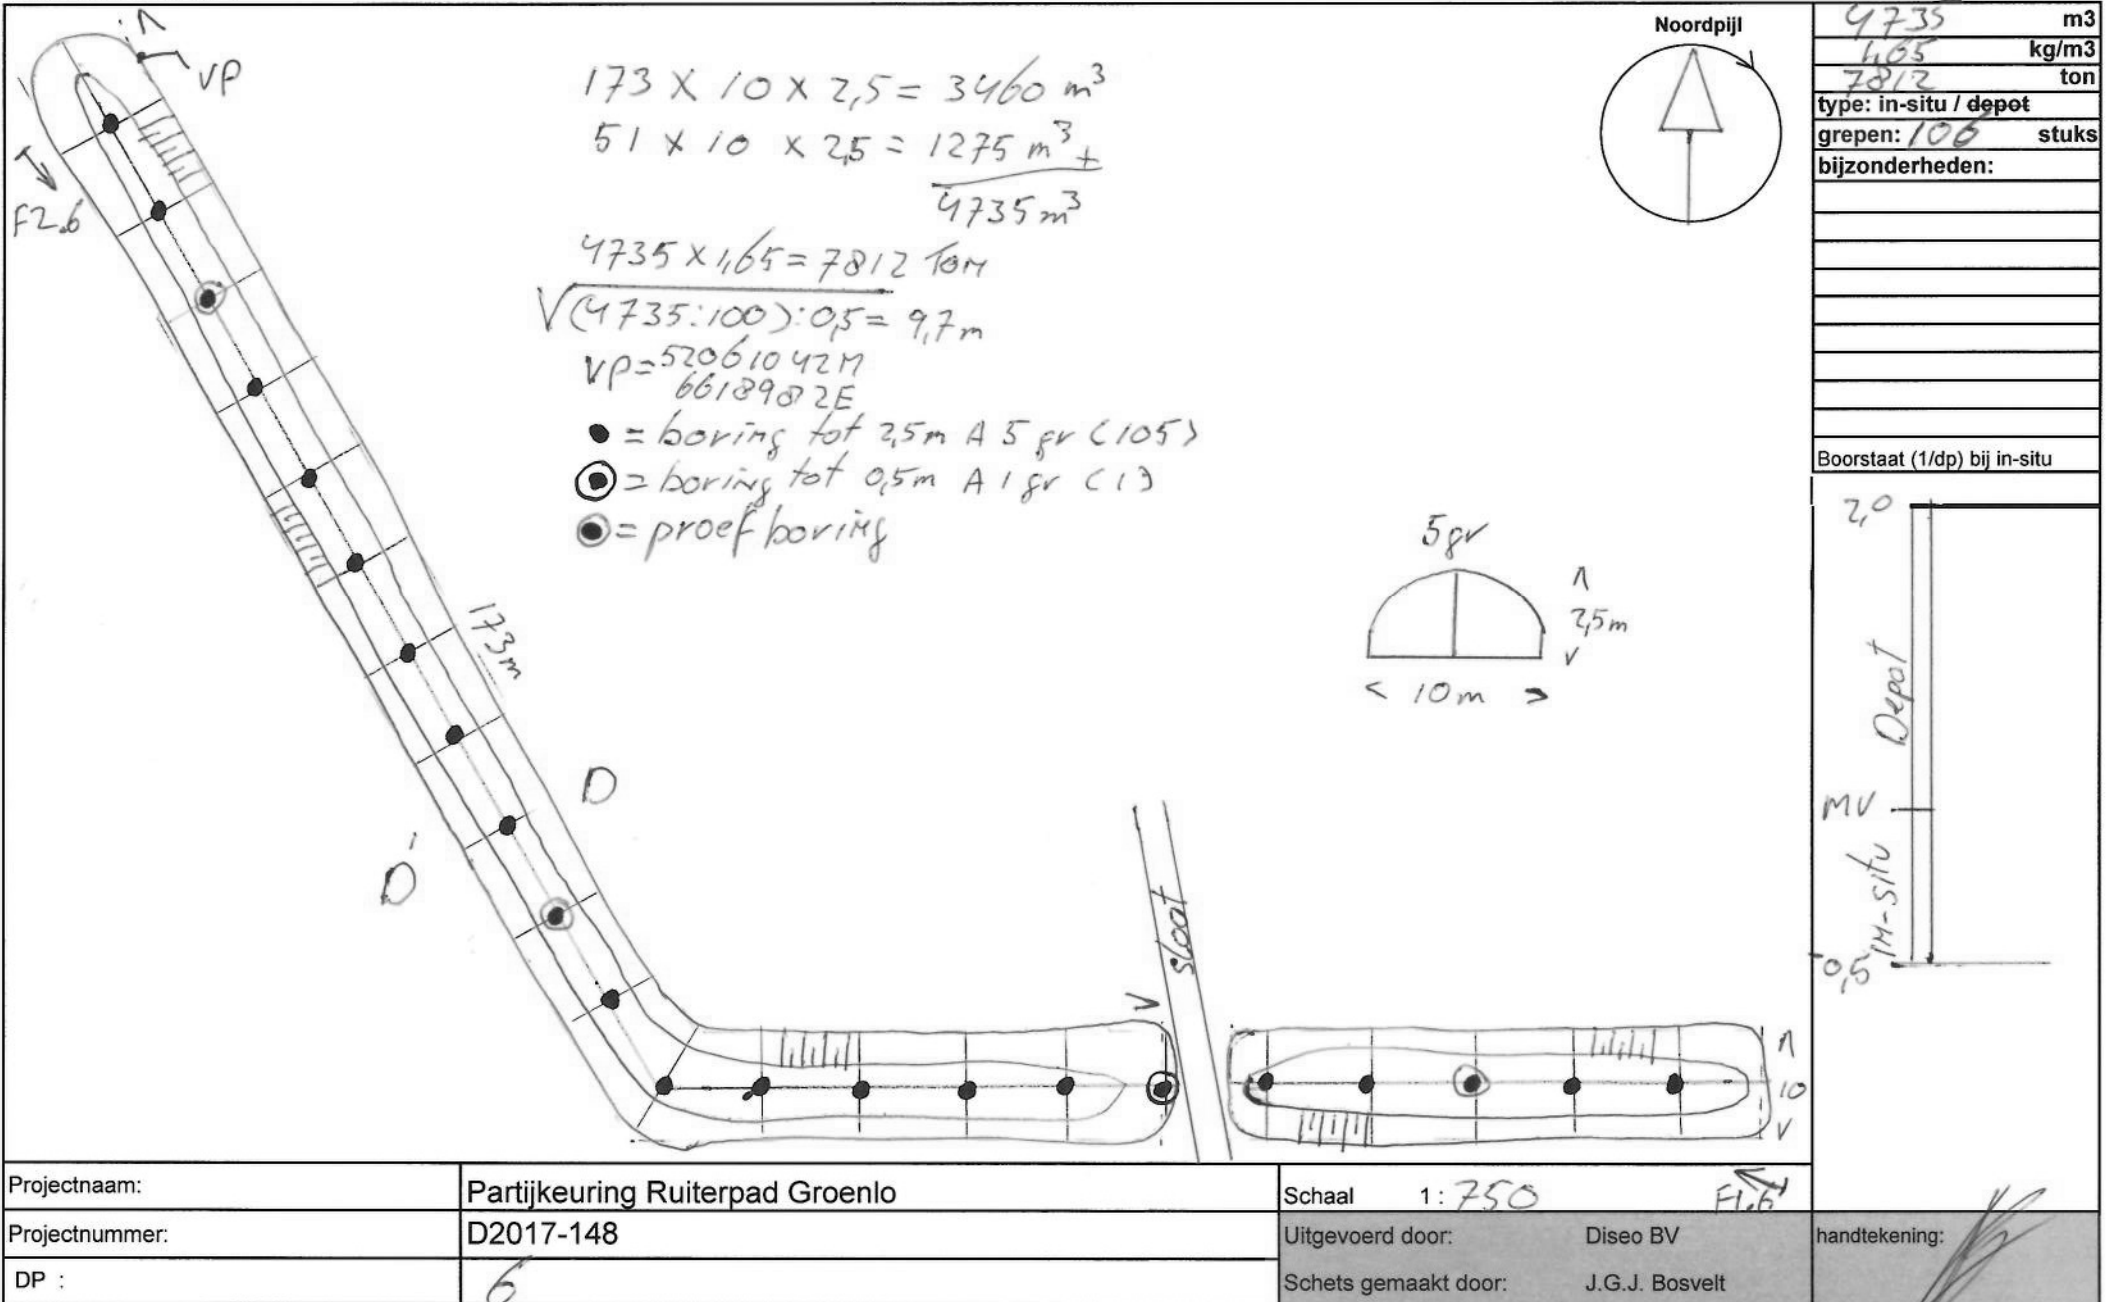 VP
F2.6
173 x 10 x 2,5 = 3460 m³
51 x 10 x 2,5 = 1275 m³ +
4735 m³
4735 x 1,65 = 7812 Ton
√(4735:100):0,5 = 9,7m
VP = 52061042N
6618982E
● = boring tot 2,5m A 5 gr (105)
= boring tot 0,5m A 1 gr (1)
= proef boring
173m
D
D'
sloot
5gr
2,5m
< 10m >
10
Noordpijl
4735 m3
1,65 kg/m3
7812 ton
type: in-situ / depot
grepen: 106 stuks
bijzonderheden:
Boorstaat (1/dp) bij in-situ
2,0
Depot
MV
IN-situ
-0,5
Projectnaam: Partijkeuring Ruiterpad Groenlo
Schaal 1 : 750
F1.6
Projectnummer: D2017-148
Uitgevoerd door: Diseo BV
handtekening:
DP : 6
Schets gemaakt door: J.G.J. Bosvelt